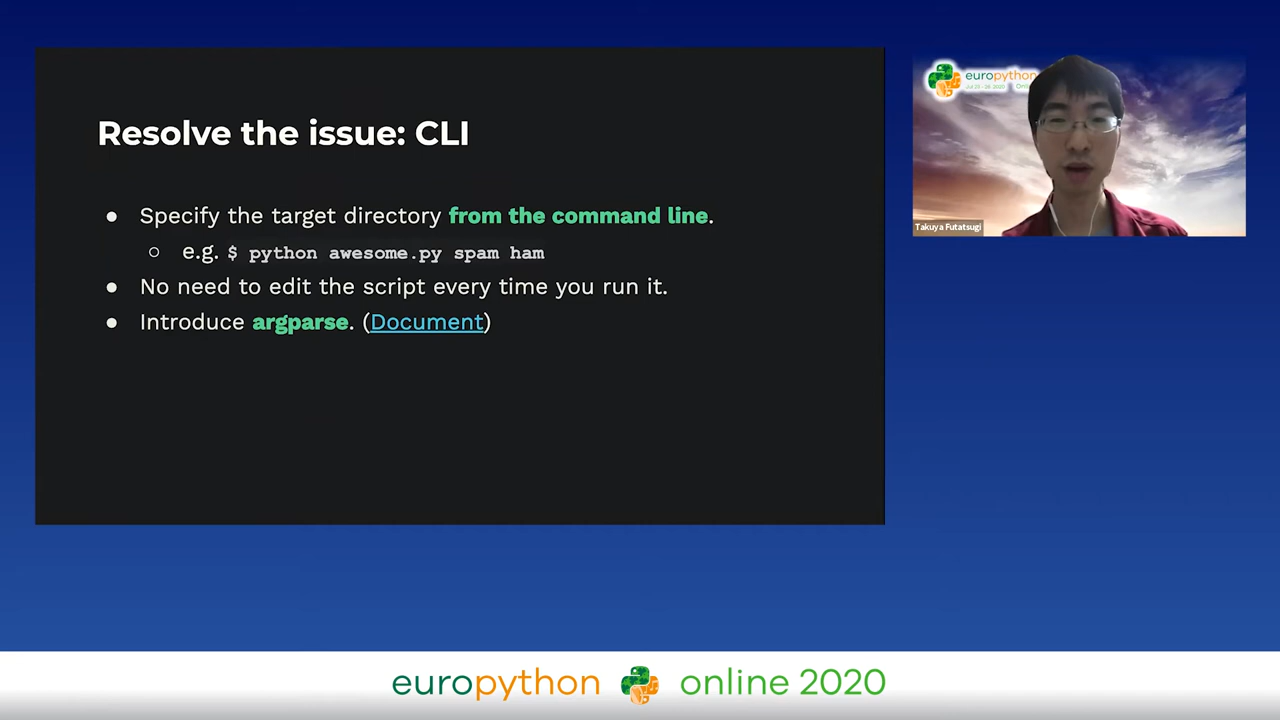 Resolve the issue: CLI
● Specify the target directory from the command line.
○ e.g. $ python awesome.py spam ham
● No need to edit the script every time you run it.
● Introduce argparse. (Document)
europython
Takuya Futatsugi
europython online 2020